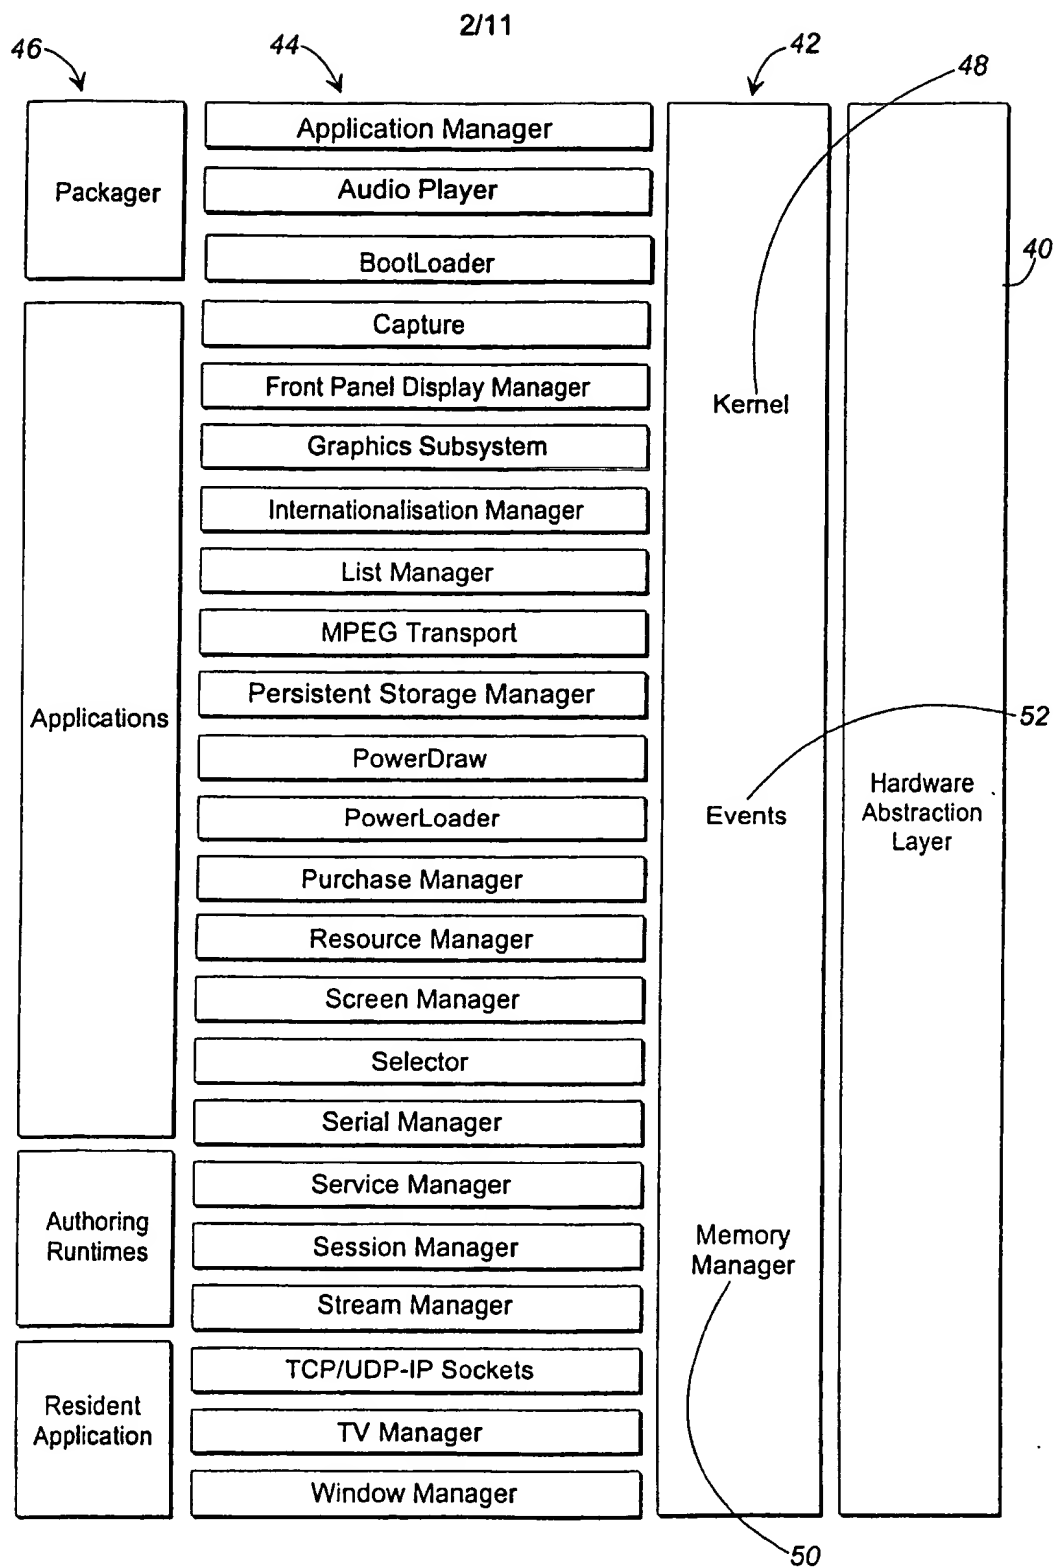 2/11
46
44
42
48
Packager
Application Manager
Audio Player
BootLoader
40
Capture
Front Panel Display Manager
Kernel
Graphics Subsystem
Internationalisation Manager
List Manager
MPEG Transport
Persistent Storage Manager
Applications
52
PowerDraw
PowerLoader
Events
Hardware
Abstraction
Layer
Purchase Manager
Resource Manager
Screen Manager
Selector
Serial Manager
Service Manager
Authoring
Runtimes
Session Manager
Memory
Manager
Stream Manager
TCP/UDP-IP Sockets
Resident
Application
TV Manager
Window Manager
50